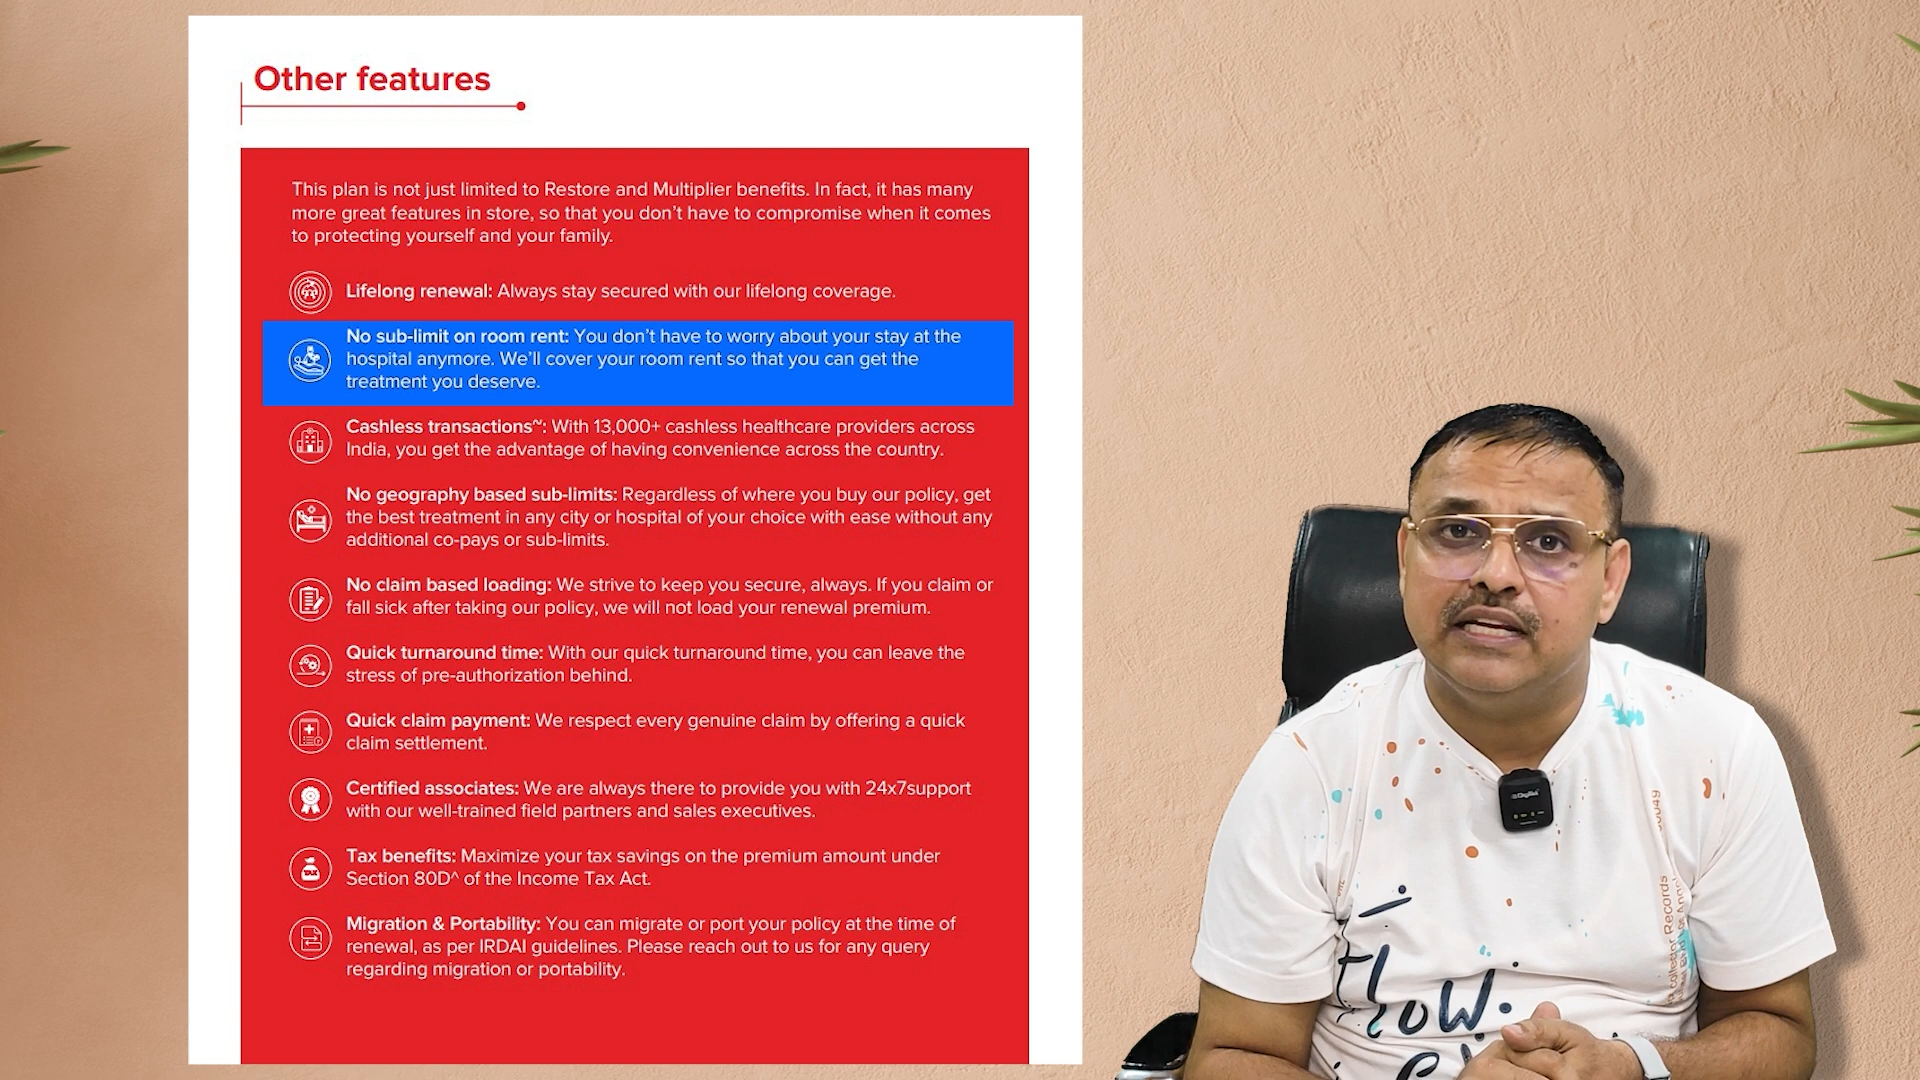 Other features
This plan is not just limited to Restore and Multiplier benefits. In fact, it has many
more great features in store, so that you don't have to compromise when it comes
to protecting yourself and your family.
Lifelong renewal: Always stay secured with our lifelong coverage.
No sub-limit on room rent: You don't have to worry about your stay at the
hospital anymore. We'll cover your room rent so that you can get the
treatment you deserve.
Cashless transactions~: With 13,000+ cashless healthcare providers across
India, you get the advantage of having convenience across the country.
No geography based sub-limits: Regardless of where you buy our policy, get
the best treatment in any city or hospital of your choice with ease without any
additional co-pays or sub-limits.
No claim based loading: We strive to keep you secure, always. If you claim or
fall sick after taking our policy, we will not load your renewal premium.
Quick turnaround time: With our quick turnaround time, you can leave the
stress of pre-authorization behind.
Quick claim payment: We respect every genuine claim by offering a quick
claim settlement.
Certified associates: We are always there to provide you with 24x7support
with our well-trained field partners and sales executives.
TAX
Tax benefits: Maximize your tax savings on the premium amount under
Section 80D^ of the Income Tax Act.
Migration & Portability: You can migrate or port your policy at the time of
renewal, as per IRDAI guidelines. Please reach out to us for any query
regarding migration or portability.
flow.